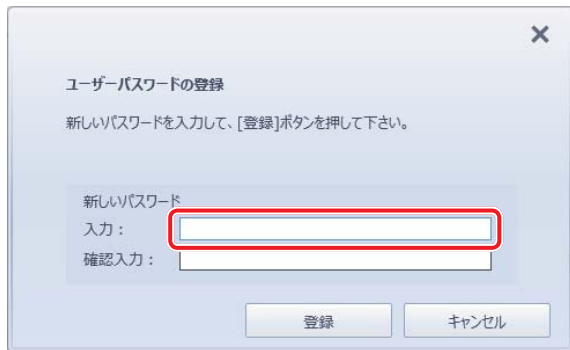 ユーザーパスワードの登録
新しいパスワードを入力して、[登録]ボタンを押して下さい。
新しいパスワード
入力：
確認入力：
登録
キャンセル